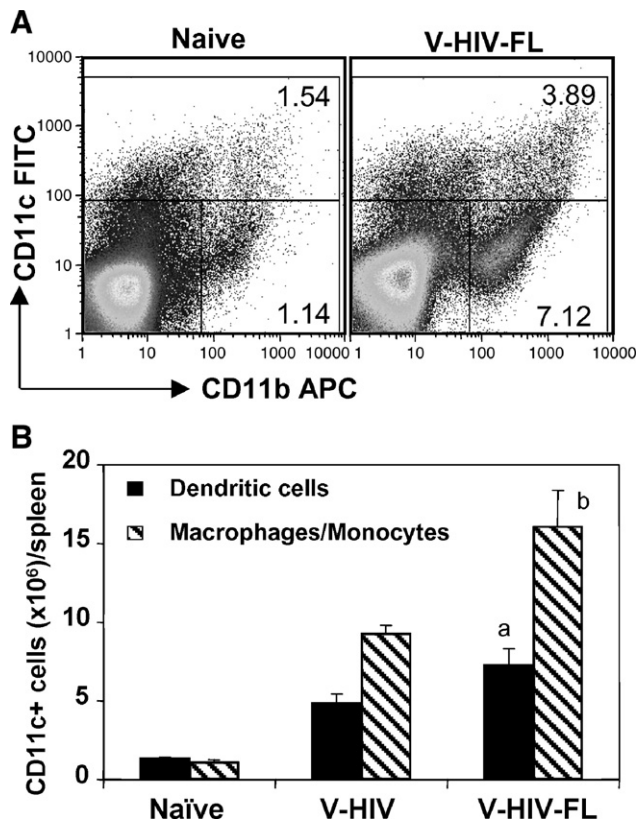 A
Naive
V-HIV-FL
CD11c FITC
10000
1000
100
10
1
1.54
1.14
3.89
7.12
1 10 100 1000 10000
1 10 100 1000 10000
CD11b APC
B
CD11c+ cells (x10⁶)/spleen
20
15
10
5
0
Dendritic cells
Macrophages/Monocytes
a
b
Naïve
V-HIV
V-HIV-FL